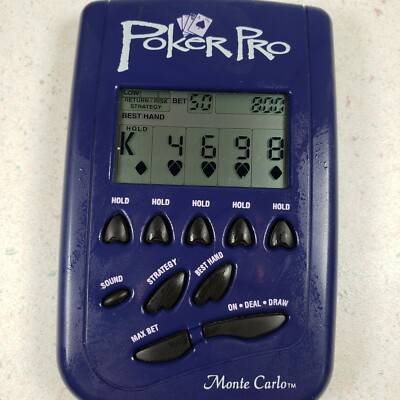 POKER PRO
LOW
RETURN / RISK
STRATEGY
BET 50 800
BEST HAND
HOLD
K 4 6 9 8
HOLD HOLD HOLD HOLD HOLD
SOUND STRATEGY BEST HAND
MAX BET ON • DEAL • DRAW
Monte Carlo™